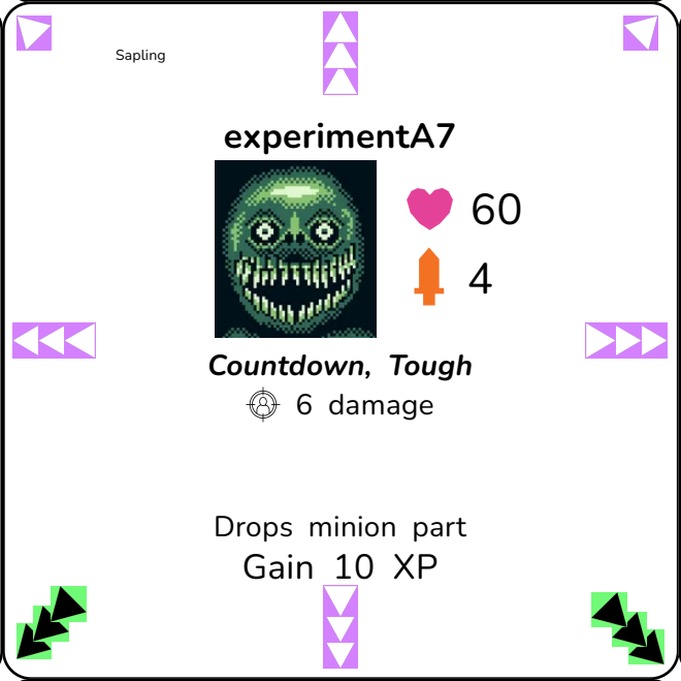 Sapling
experimentA7
60
4
Countdown, Tough
6 damage
Drops minion part
Gain 10 XP